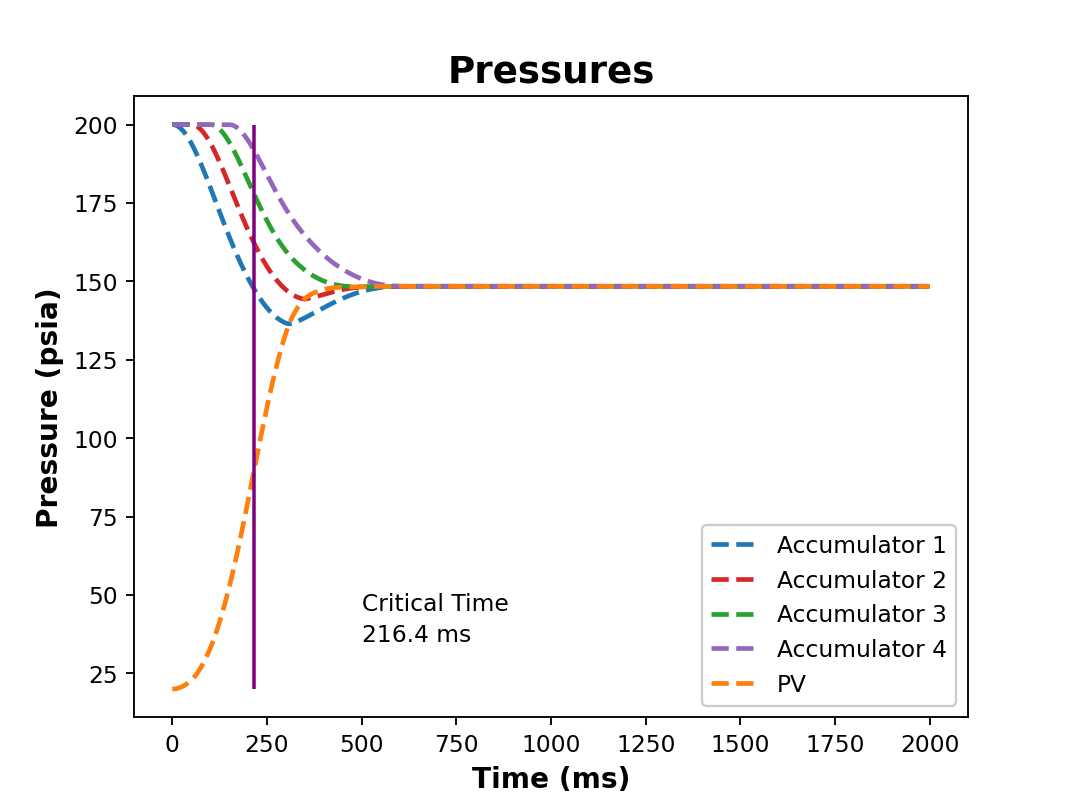 Pressures
Pressure (psia)
200
175
150
125
100
75
50
25
Critical Time
216.4 ms
Accumulator 1
Accumulator 2
Accumulator 3
Accumulator 4
PV
0 250 500 750 1000 1250 1500 1750 2000
Time (ms)